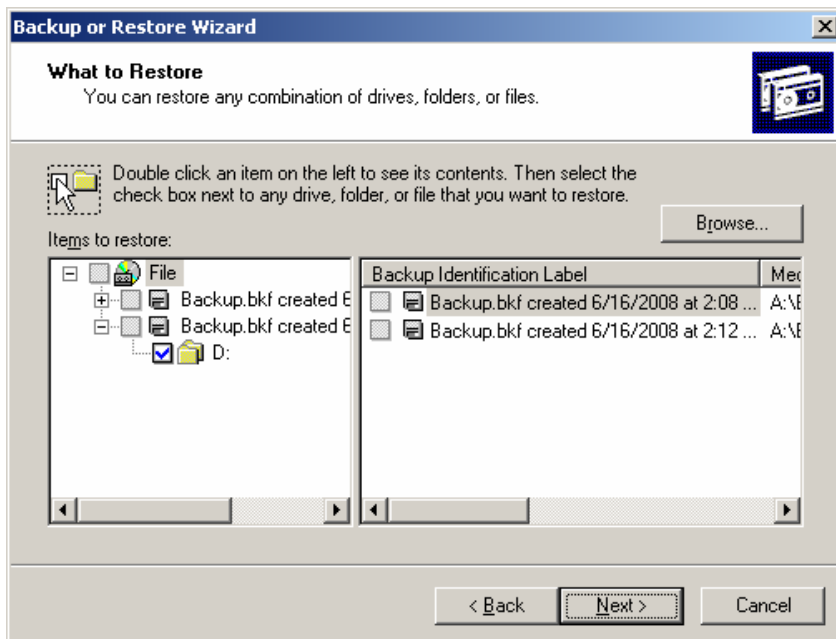 Backup or Restore Wizard
What to Restore
You can restore any combination of drives, folders, or files.
Double click an item on the left to see its contents. Then select the
check box next to any drive, folder, or file that you want to restore.
Browse...
Items to restore:
File
Backup.bkf created
Backup.bkf created
D:
Backup Identification Label
Backup.bkf created 6/16/2008 at 2:08 ... A:\
Backup.bkf created 6/16/2008 at 2:12 ... A:\
< Back
Next >
Cancel